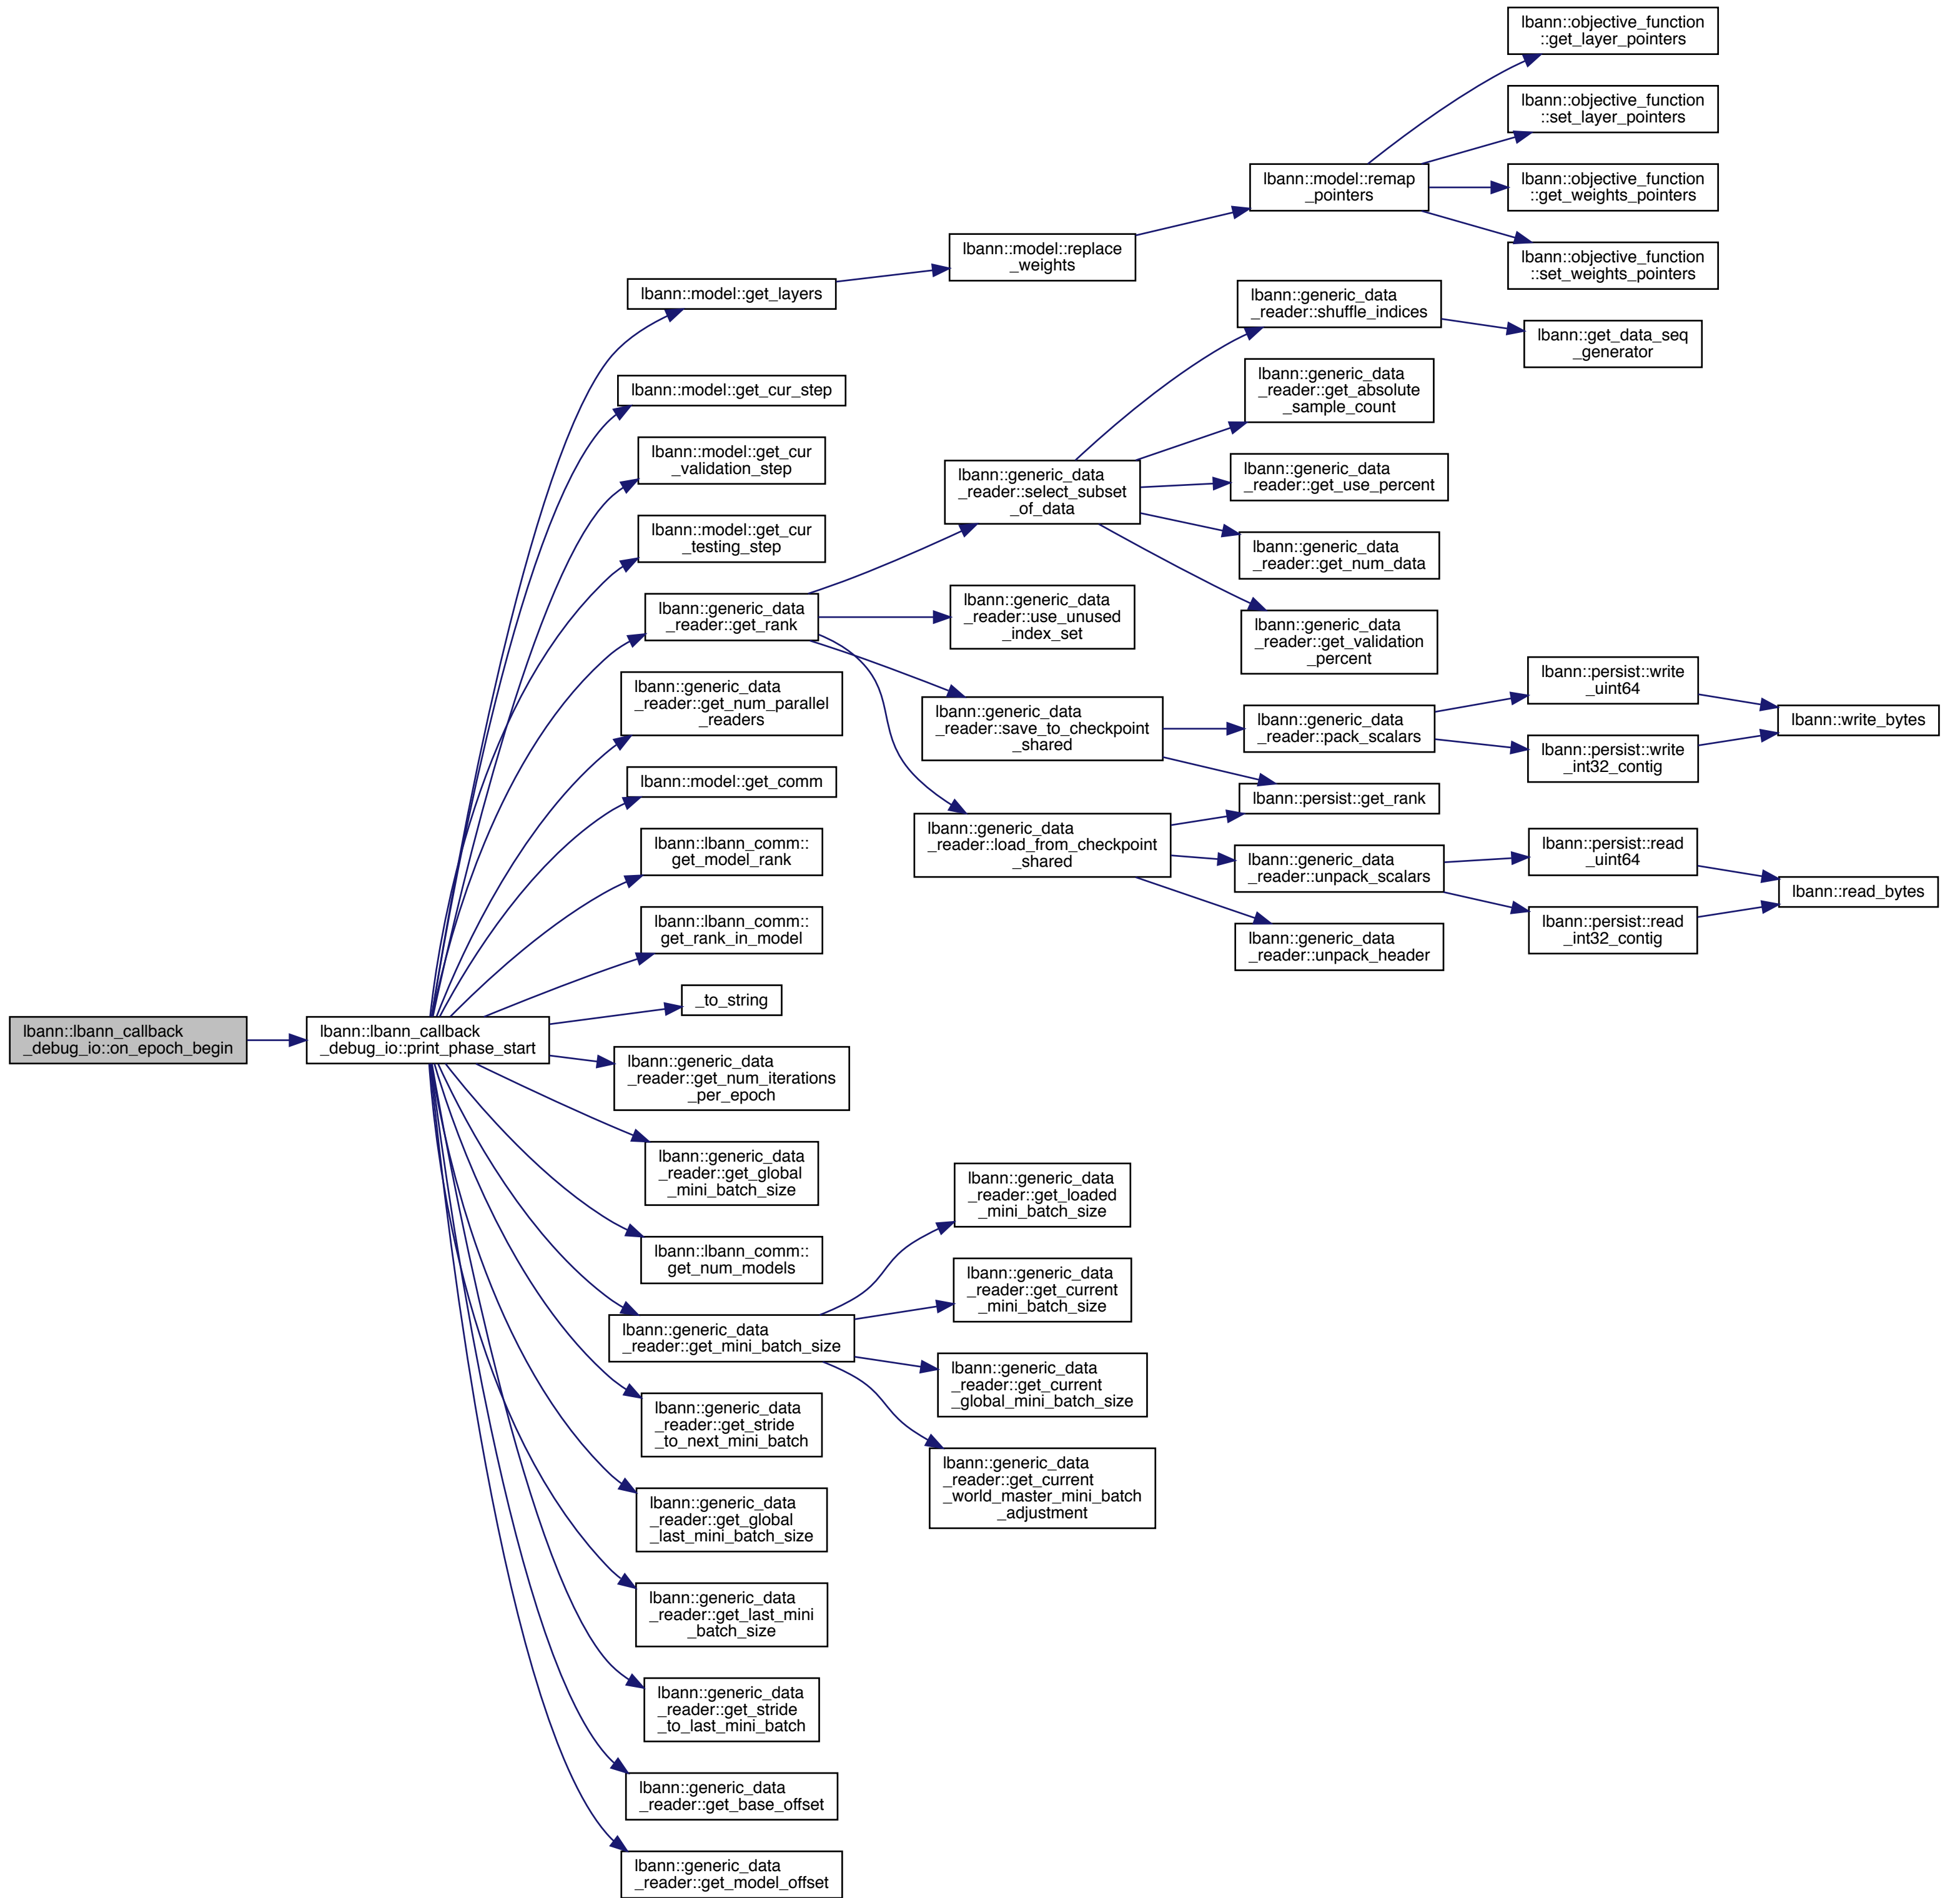 lbann::lbann_callback
_debug_io::on_epoch_begin
lbann::lbann_callback
_debug_io::print_phase_start
lbann::model::get_layers
lbann::model::get_cur_step
lbann::model::get_cur
_validation_step
lbann::model::get_cur
_testing_step
lbann::generic_data
_reader::get_rank
lbann::generic_data
_reader::get_num_parallel
_readers
lbann::model::get_comm
lbann::lbann_comm::
get_model_rank
lbann::lbann_comm::
get_rank_in_model
_to_string
lbann::generic_data
_reader::get_num_iterations
_per_epoch
lbann::generic_data
_reader::get_global
_mini_batch_size
lbann::lbann_comm::
get_num_models
lbann::generic_data
_reader::get_mini_batch_size
lbann::generic_data
_reader::get_stride
_to_next_mini_batch
lbann::generic_data
_reader::get_global
_last_mini_batch_size
lbann::generic_data
_reader::get_last_mini
_batch_size
lbann::generic_data
_reader::get_stride
_to_last_mini_batch
lbann::generic_data
_reader::get_base_offset
lbann::generic_data
_reader::get_model_offset
lbann::model::replace
_weights
lbann::generic_data
_reader::select_subset
_of_data
lbann::generic_data
_reader::use_unused
_index_set
lbann::generic_data
_reader::save_to_checkpoint
_shared
lbann::generic_data
_reader::load_from_checkpoint
_shared
lbann::generic_data
_reader::get_loaded
_mini_batch_size
lbann::generic_data
_reader::get_current
_mini_batch_size
lbann::generic_data
_reader::get_current
_global_mini_batch_size
lbann::generic_data
_reader::get_current
_world_master_mini_batch
_adjustment
lbann::model::remap
_pointers
lbann::generic_data
_reader::shuffle_indices
lbann::generic_data
_reader::get_absolute
_sample_count
lbann::generic_data
_reader::get_use_percent
lbann::generic_data
_reader::get_num_data
lbann::generic_data
_reader::get_validation
_percent
lbann::generic_data
_reader::pack_scalars
lbann::persist::get_rank
lbann::generic_data
_reader::unpack_scalars
lbann::generic_data
_reader::unpack_header
lbann::objective_function
::get_layer_pointers
lbann::objective_function
::set_layer_pointers
lbann::objective_function
::get_weights_pointers
lbann::objective_function
::set_weights_pointers
lbann::get_data_seq
_generator
lbann::persist::write
_uint64
lbann::persist::write
_int32_contig
lbann::persist::read
_uint64
lbann::persist::read
_int32_contig
lbann::write_bytes
lbann::read_bytes